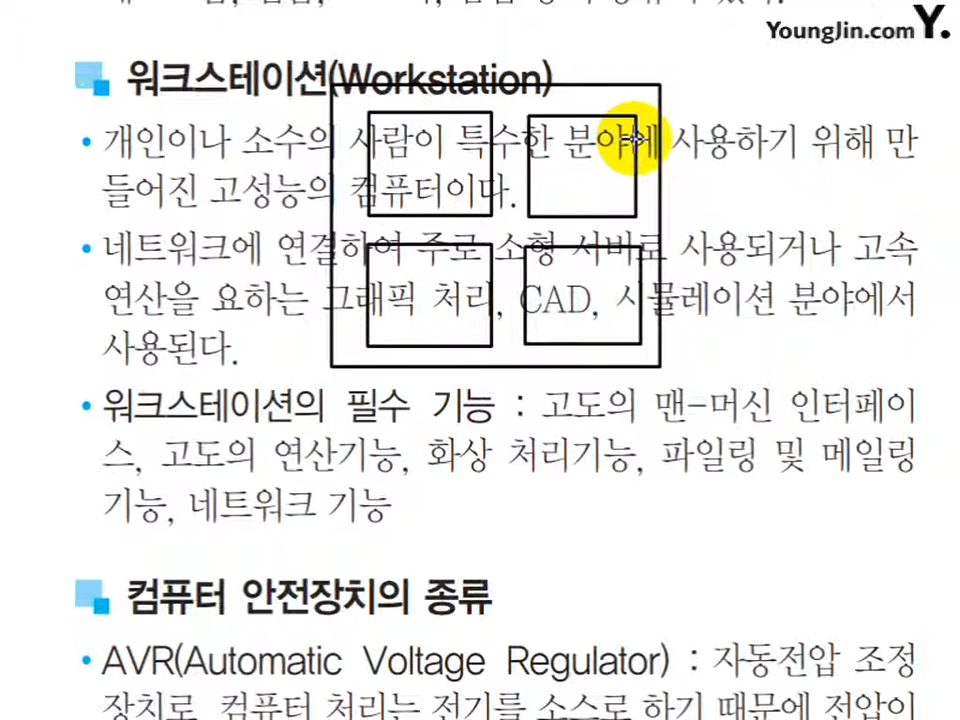 YoungJin.com Y.
워크스테이션(Workstation)
• 개인이나 소수의 사람이 특수한 분야에 사용하기 위해 만
들어진 고성능의 컴퓨터이다.
• 네트워크에 연결하여 주로 소형 서버로 사용되거나 고속
연산을 요하는 그래픽 처리, CAD, 시뮬레이션 분야에서
사용된다.
• 워크스테이션의 필수 기능 : 고도의 맨-머신 인터페이
스, 고도의 연산기능, 화상 처리기능, 파일링 및 메일링
기능, 네트워크 기능
컴퓨터 안전장치의 종류
• AVR(Automatic Voltage Regulator) : 자동전압 조정
장치로, 컴퓨터 처리는 전기를 소스로 하기 때문에 전압이